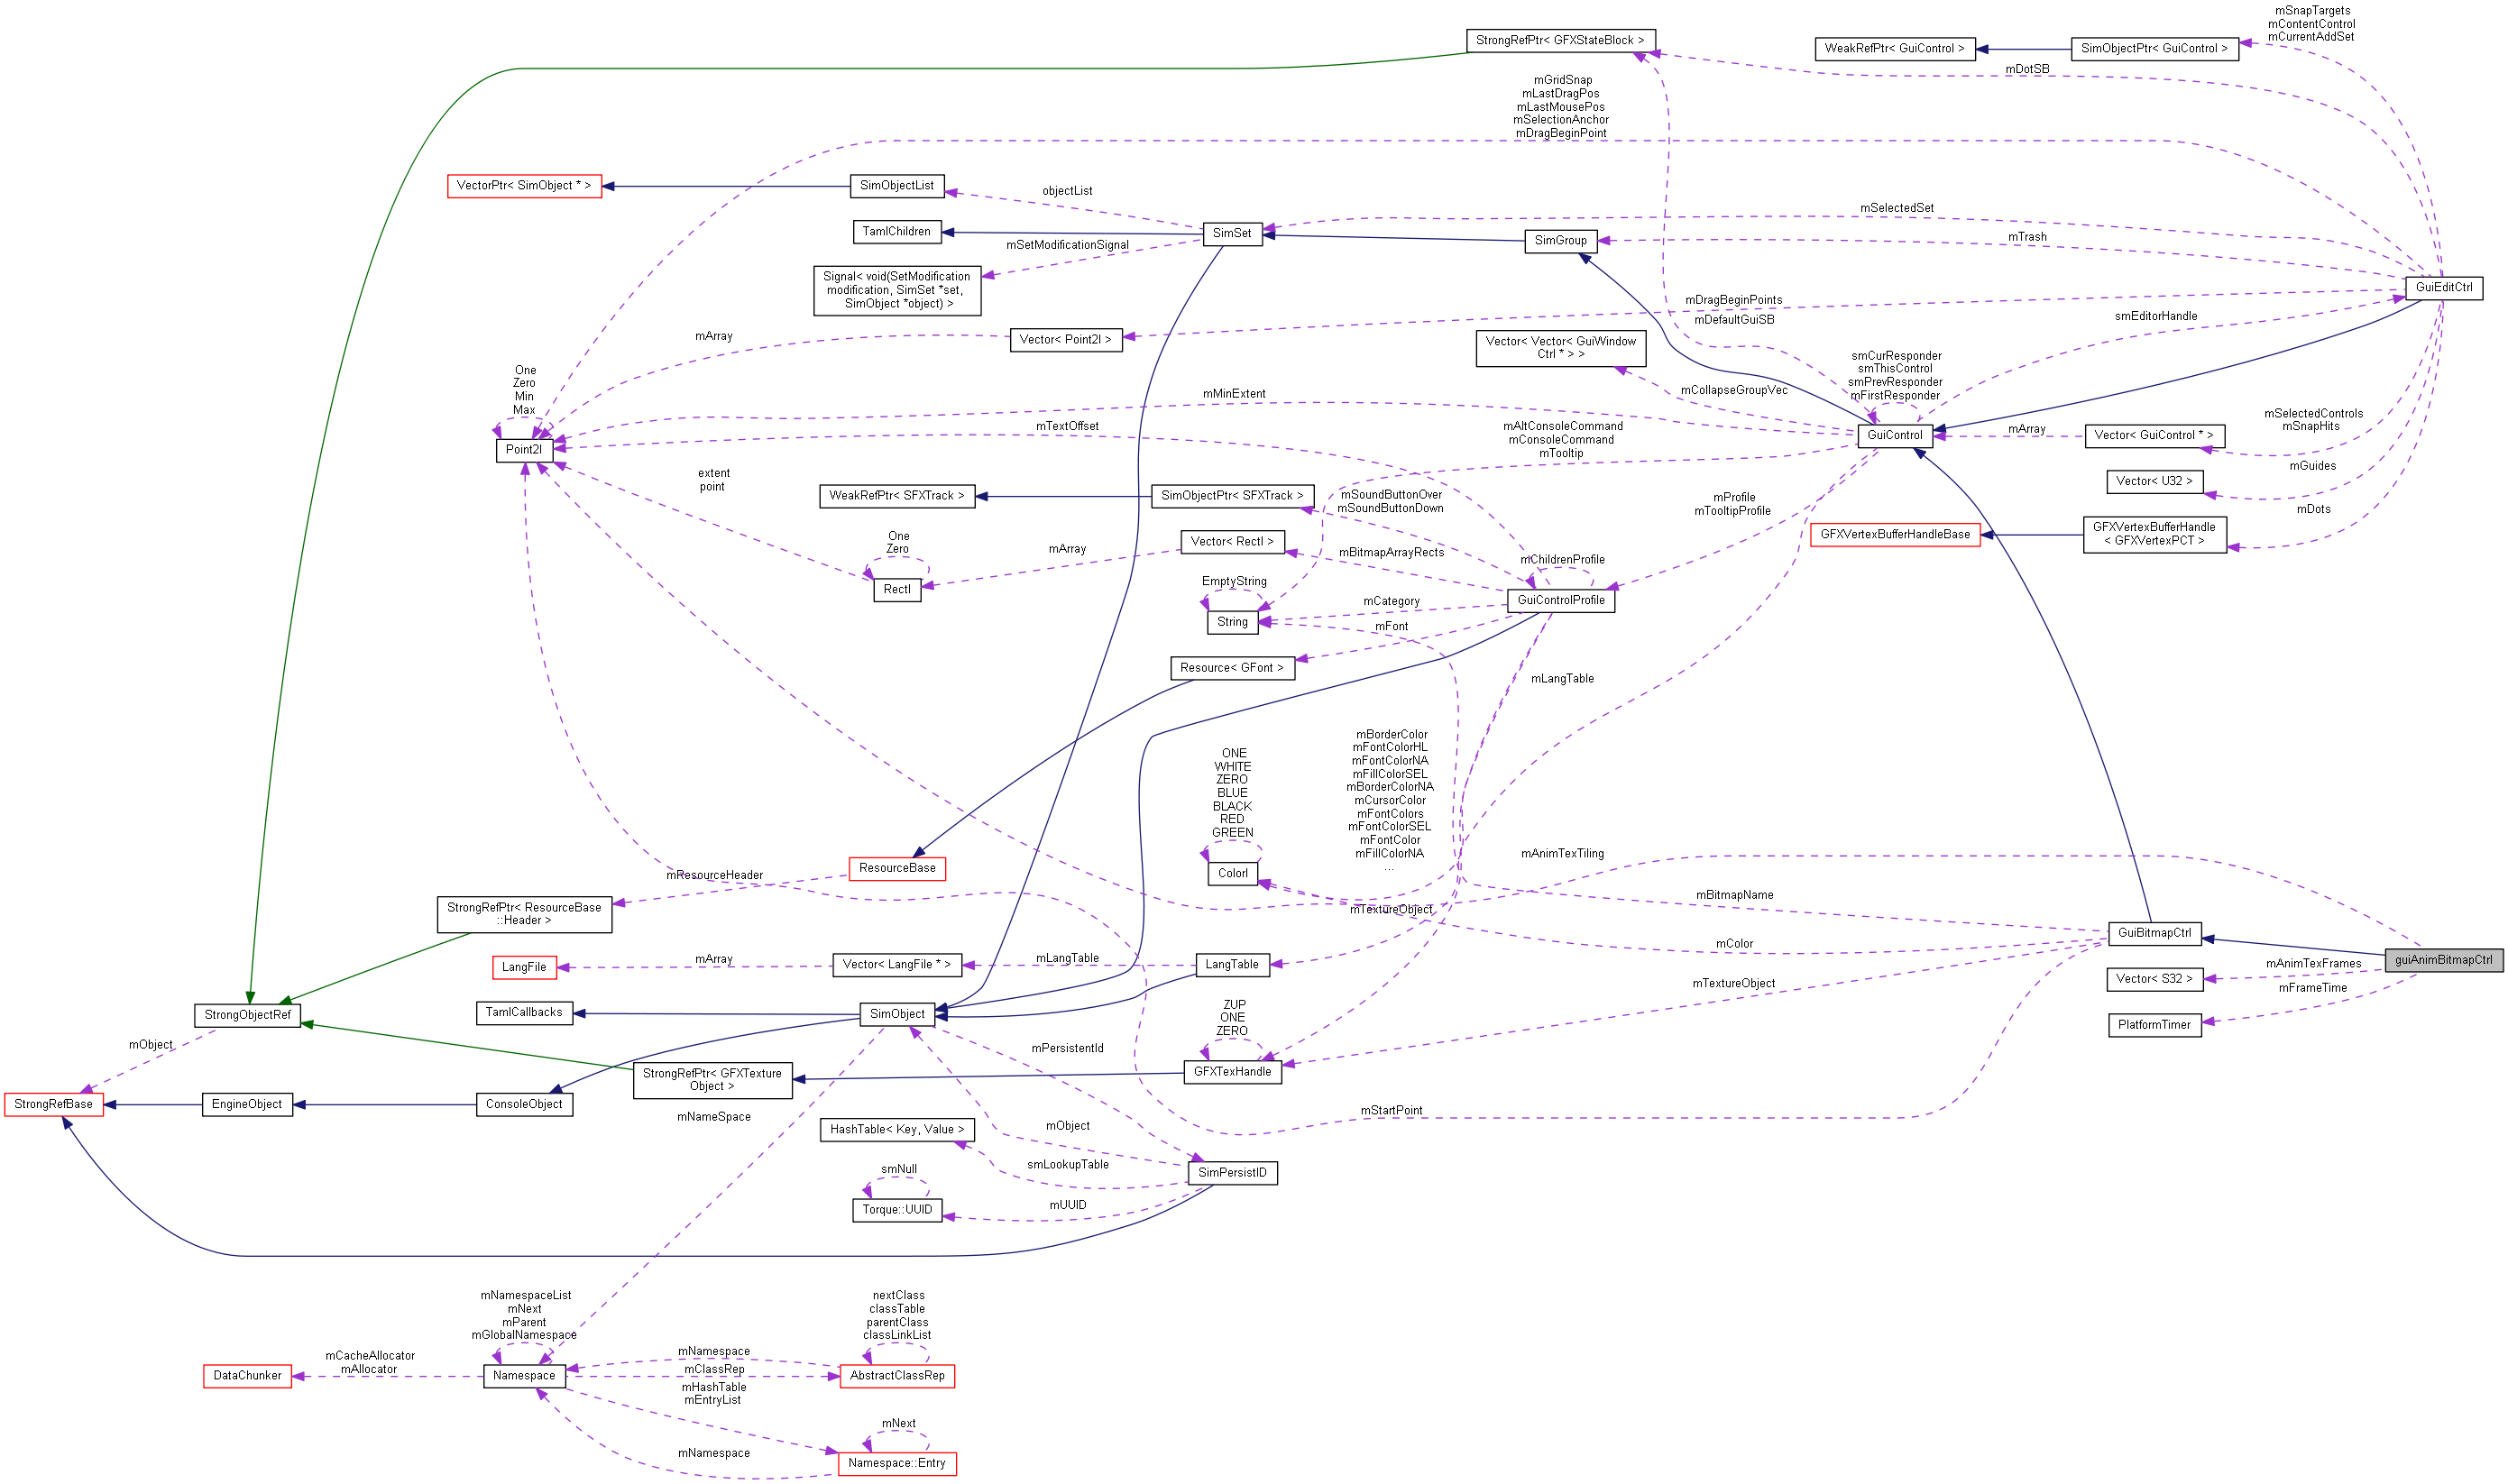 mSnapTargets
mContentControl
mCurrentAddSet
StrongRefPtr< GFXStateBlock >
WeakRefPtr< GuiControl >
SimObjectPtr< GuiControl >
mDotSB
mGridSnap
mLastDragPos
mLastMousePos
mSelectionAnchor
mDragBeginPoint
VectorPtr< SimObject * >
SimObjectList
objectList
mSelectedSet
TamlChildren
SimSet
SimGroup
mTrash
mSetModificationSignal
Signal< void(SetModification
modification, SimSet *set,
SimObject *object) >
GuiEditCtrl
mDragBeginPoints
mDefaultGuiSB
smEditorHandle
mArray
Vector< Point2I >
Vector< Vector< GuiWindow
Ctrl * > >
smCurResponder
smThisControl
smPrevResponder
mFirstResponder
One
Zero
Min
Max
mMinExtent
mCollapseGroupVec
mSelectedControls
mSnapHits
mTextOffset
mAltConsoleCommand
mConsoleCommand
mTooltip
GuiControl
mArray
Vector< GuiControl * >
Point2I
extent
point
mGuides
Vector< U32 >
WeakRefPtr< SFXTrack >
SimObjectPtr< SFXTrack >
mSoundButtonOver
mSoundButtonDown
mProfile
mTooltipProfile
mDots
GFXVertexBufferHandleBase
GFXVertexBufferHandle
< GFXVertexPCT >
One
Zero
mArray
Vector< RectI >
mBitmapArrayRects
mChildrenProfile
RectI
EmptyString
String
mCategory
GuiControlProfile
mFont
Resource< GFont >
mLangTable
ONE
WHITE
ZERO
BLUE
BLACK
RED
GREEN
mBorderColor
mFontColorHL
mFontColorNA
mFillColorSEL
mBorderColorNA
mCursorColor
mFontColors
mFontColorSEL
mFontColor
mFillColorNA
...
mAnimTexTiling
ResourceBase
mResourceHeader
ColorI
mBitmapName
StrongRefPtr< ResourceBase
::Header >
mTextureObject
mColor
GuiBitmapCtrl
guiAnimBitmapCtrl
LangFile
mArray
Vector< LangFile * >
mLangTable
LangTable
mAnimTexFrames
Vector< S32 >
mTextureObject
mFrameTime
PlatformTimer
StrongObjectRef
TamlCallbacks
SimObject
ZUP
ONE
ZERO
mObject
mPersistentId
StrongRefPtr< GFXTexture
Object >
GFXTexHandle
StrongRefBase
EngineObject
ConsoleObject
mNameSpace
mStartPoint
HashTable< Key, Value >
mObject
smLookupTable
SimPersistID
smNull
Torque::UUID
mUUID
mNamespaceList
mNext
mParent
mGlobalNamespace
nextClass
classTable
parentClass
classLinkList
mCacheAllocator
mAllocator
mNamespace
mClassRep
DataChunker
Namespace
AbstractClassRep
mHashTable
mEntryList
mNext
mNamespace
Namespace::Entry